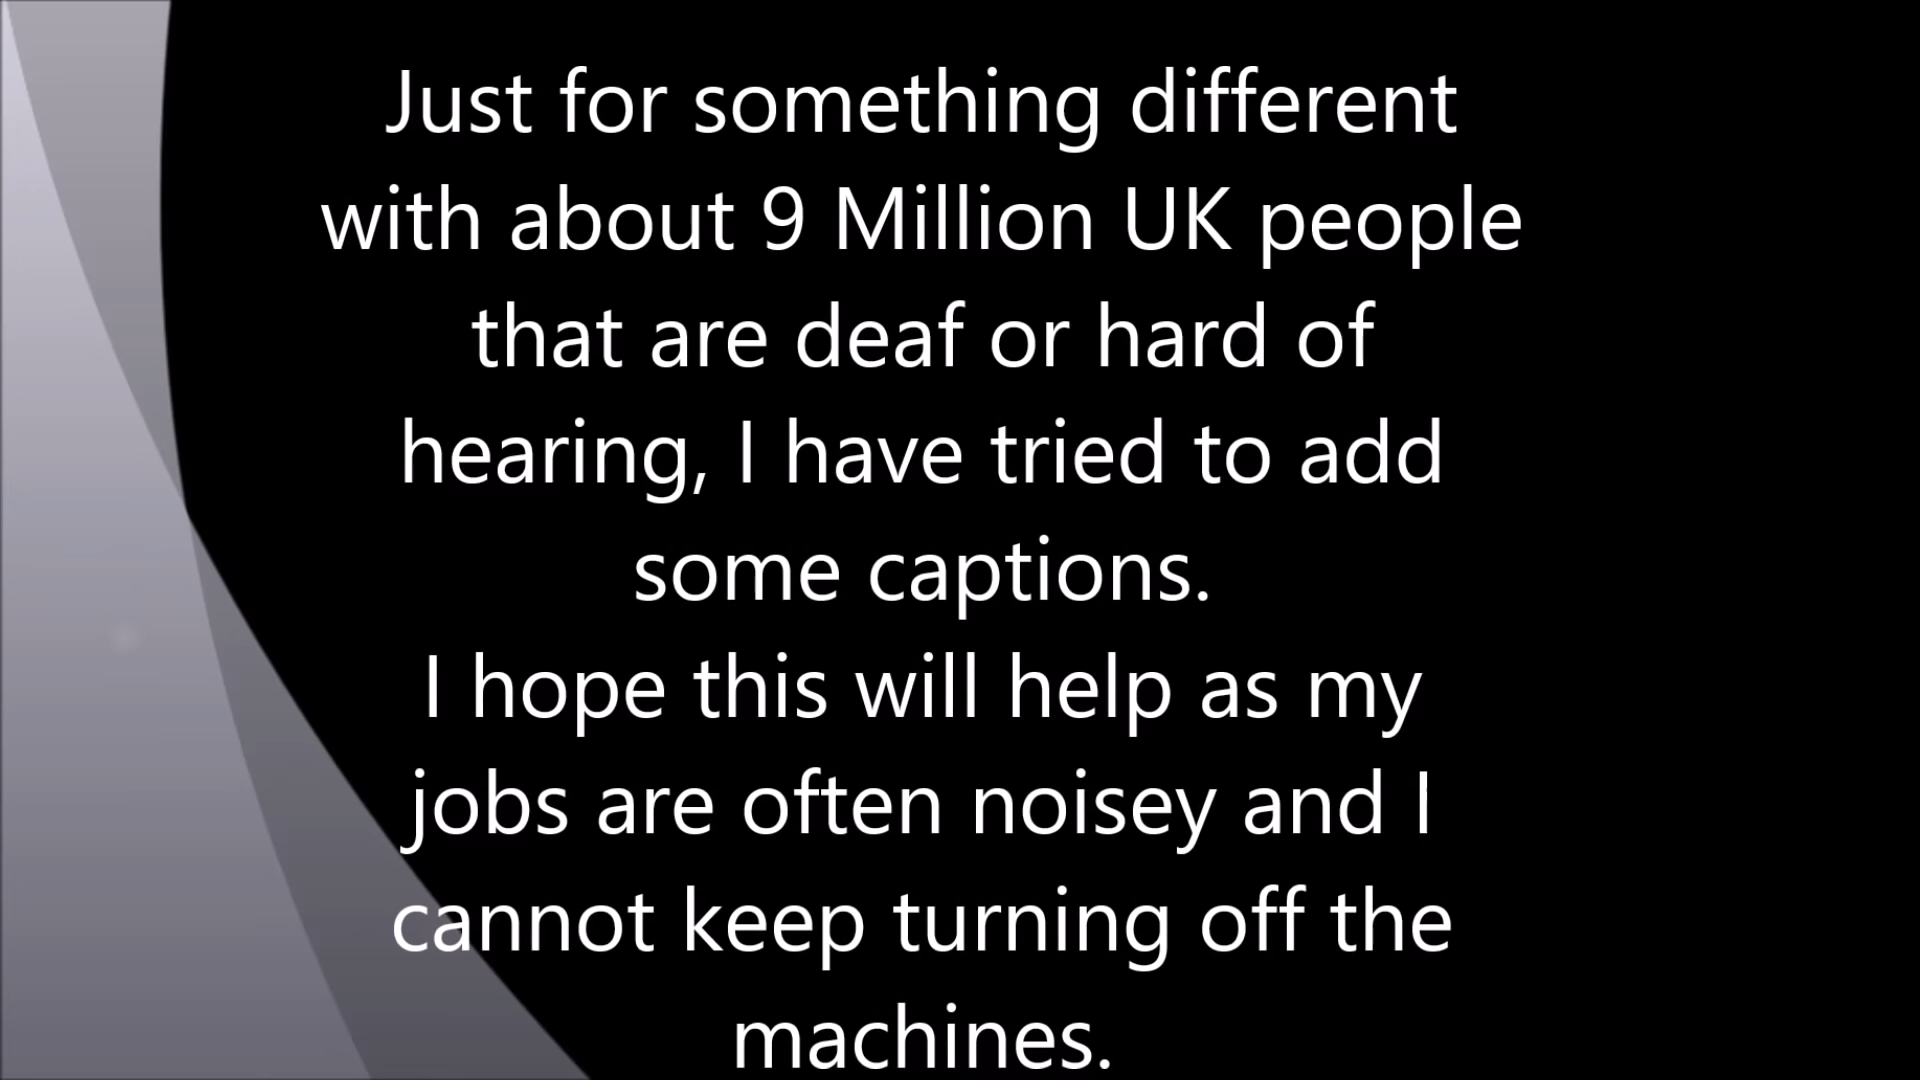 Just for something different
with about 9 Million UK people
that are deaf or hard of
hearing, I have tried to add
some captions.
I hope this will help as my
jobs are often noisey and I
cannot keep turning off the
machines.